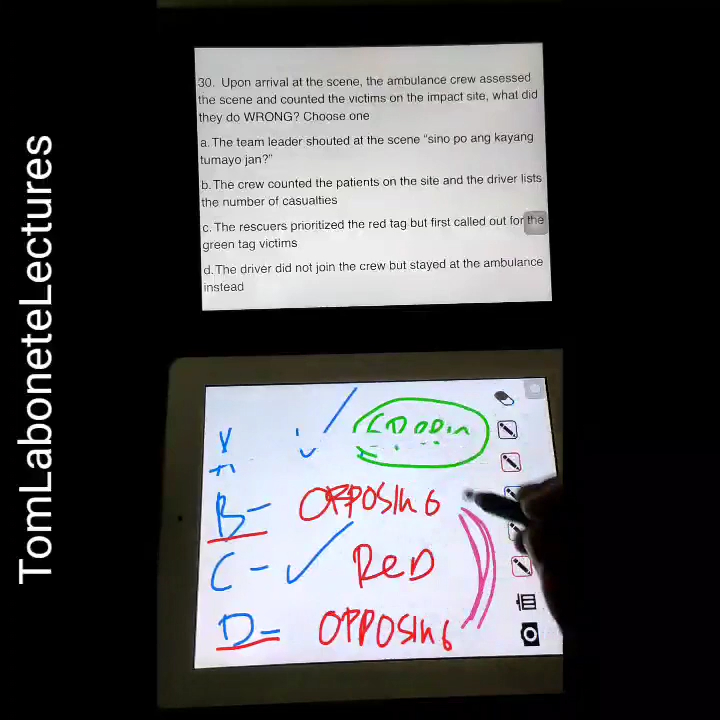 TomLaboneteLectures
30. Upon arrival at the scene, the ambulance crew assessed
the scene and counted the victims on the impact site, what did
they do WRONG? Choose one
a. The team leader shouted at the scene "sino po ang kayang
tumayo jan?"
b. The crew counted the patients on the site and the driver lists
the number of casualties
c. The rescuers prioritized the red tag but first called out for the
green tag victims
d. The driver did not join the crew but stayed at the ambulance
instead
B= OPPOSING
C - ✓ ReD
D= OPPOSING